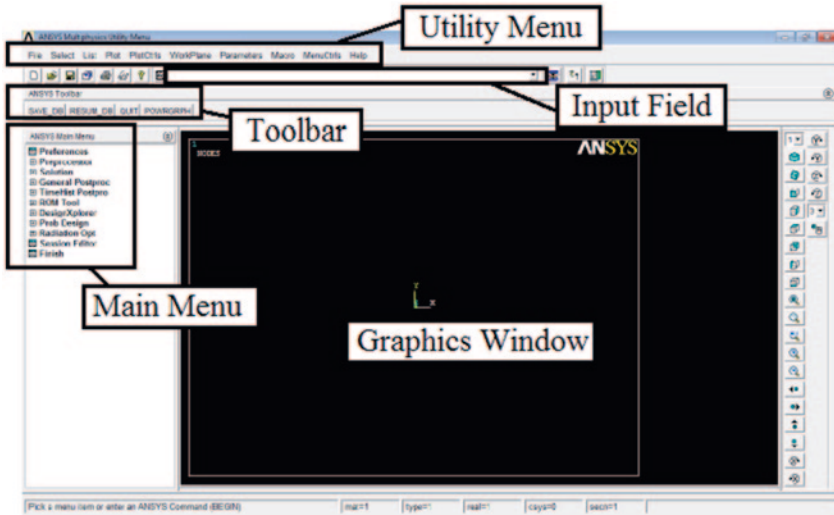 ANSYS Multiphysics Utility Menu
Utility Menu
File Select List Plot PlotCtrls WorkPlane Parameters Macro MenuCtrls Help
ANSYS Toolbar
SAVE_DB RESUM_DB QUIT POWRGRPH
Toolbar
Input Field
ANSYS Main Menu
Preferences
Preprocessor
Solution
General Postproc
TimeHist Postpro
ROM Tool
DesignXplorer
Prob Design
Radiation Opt
Session Editor
Finish
Main Menu
1
NODES
ANSYS
Y
X
Graphics Window
1
3
Pick a menu item or enter an ANSYS Command (BEGIN)
mat=1 type=1 real=1 csys=0 secn=1